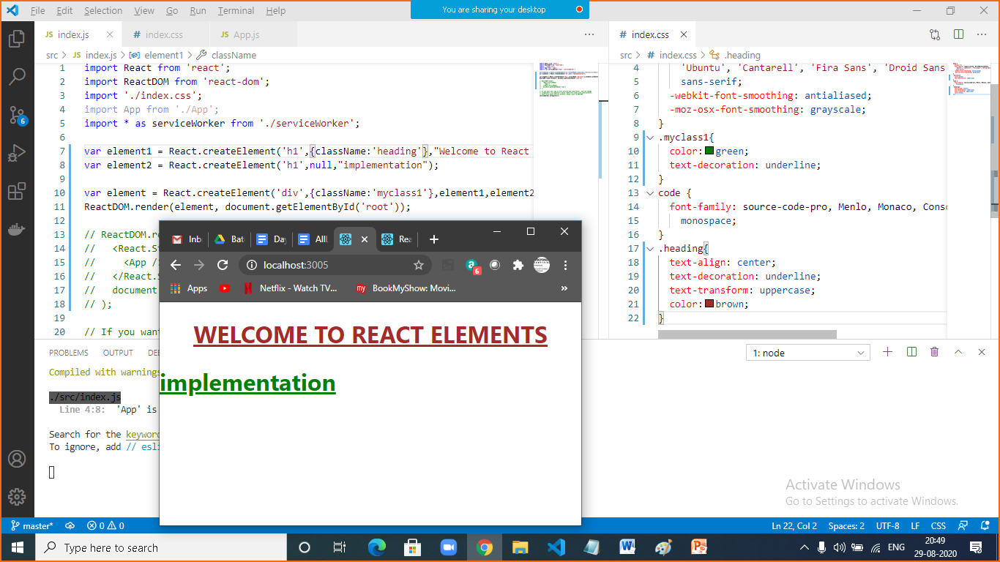 File Edit Selection View Go Run Terminal Help
You are sharing your desktop
JS index.js
# index.css
JS App.js
src > JS index.js > element1 > className
1 import React from 'react';
2 import ReactDOM from 'react-dom';
3 import './index.css';
4 import App from './App';
5 import * as serviceWorker from './serviceWorker';
6
7 var element1 = React.createElement('h1',{className:'heading'},"Welcome to React
8 var element2 = React.createElement('h1',null,"implementation");
9
10 var element = React.createElement('div',{className:'myclass1'},element1,element2
11 ReactDOM.render(element, document.getElementById('root'));
12
13 // ReactDOM.re
14 // <React.St
15 // <App /
16 // </React.S
17 // document
18 // );
19
20 // If you want
# index.css
src > # index.css > .heading
4 'Ubuntu', 'Cantarell', 'Fira Sans', 'Droid Sans
5 sans-serif;
6 -webkit-font-smoothing: antialiased;
7 -moz-osx-font-smoothing: grayscale;
8 }
9 .myclass1{
10 color: green;
11 text-decoration: underline;
12 }
13 code {
14 font-family: source-code-pro, Menlo, Monaco, Conso
15 monospace;
16 }
17 .heading{
18 text-align: center;
19 text-decoration: underline;
20 text-transform: uppercase;
21 color: brown;
22 }
Inb
Bat
Day
All
Rea
localhost:3005
6
Apps
Netflix - Watch TV...
my BookMyShow: Movi...
»
WELCOME TO REACT ELEMENTS
implementation
PROBLEMS OUTPUT DE
1: node
Compiled with warnings
./src/index.js
Line 4:8: 'App' is
Search for the keyword
To ignore, add // esli
6
Activate Windows
Go to Settings to activate Windows.
master* 0 0
Ln 22, Col 2 Spaces: 2 UTF-8 LF CSS
Type here to search
ENG
20:49
29-08-2020